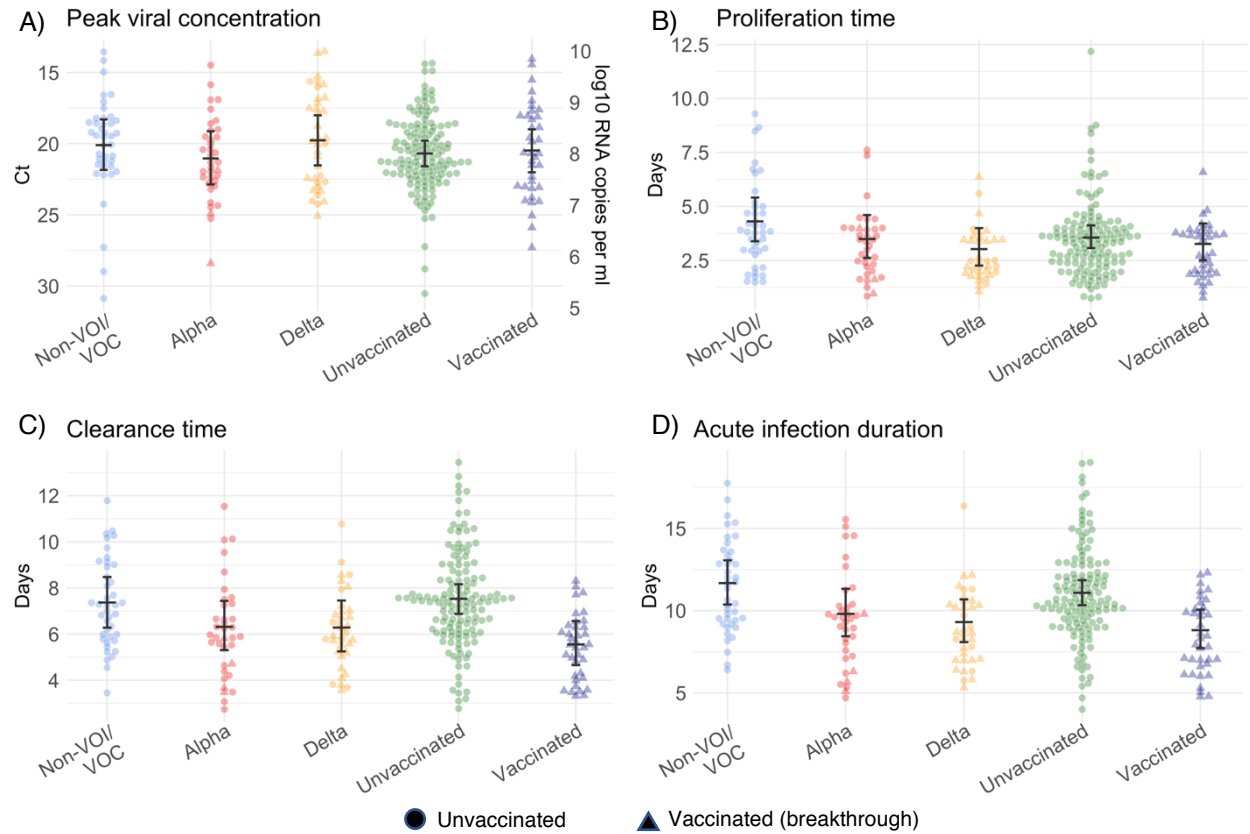 A) Peak viral concentration
15
20
25
30
Ct
10
9
8
7
6
5
log10 RNA copies per ml
Non-VOI/
VOC
Alpha
Delta
Unvaccinated
Vaccinated
B) Proliferation time
12.5
10.0
7.5
5.0
2.5
Days
Non-VOI/
VOC
Alpha
Delta
Unvaccinated
Vaccinated
C) Clearance time
12
10
8
6
4
Days
Non-VOI/
VOC
Alpha
Delta
Unvaccinated
Vaccinated
D) Acute infection duration
15
10
5
Days
Non-VOI/
VOC
Alpha
Delta
Unvaccinated
Vaccinated
Unvaccinated
Vaccinated (breakthrough)